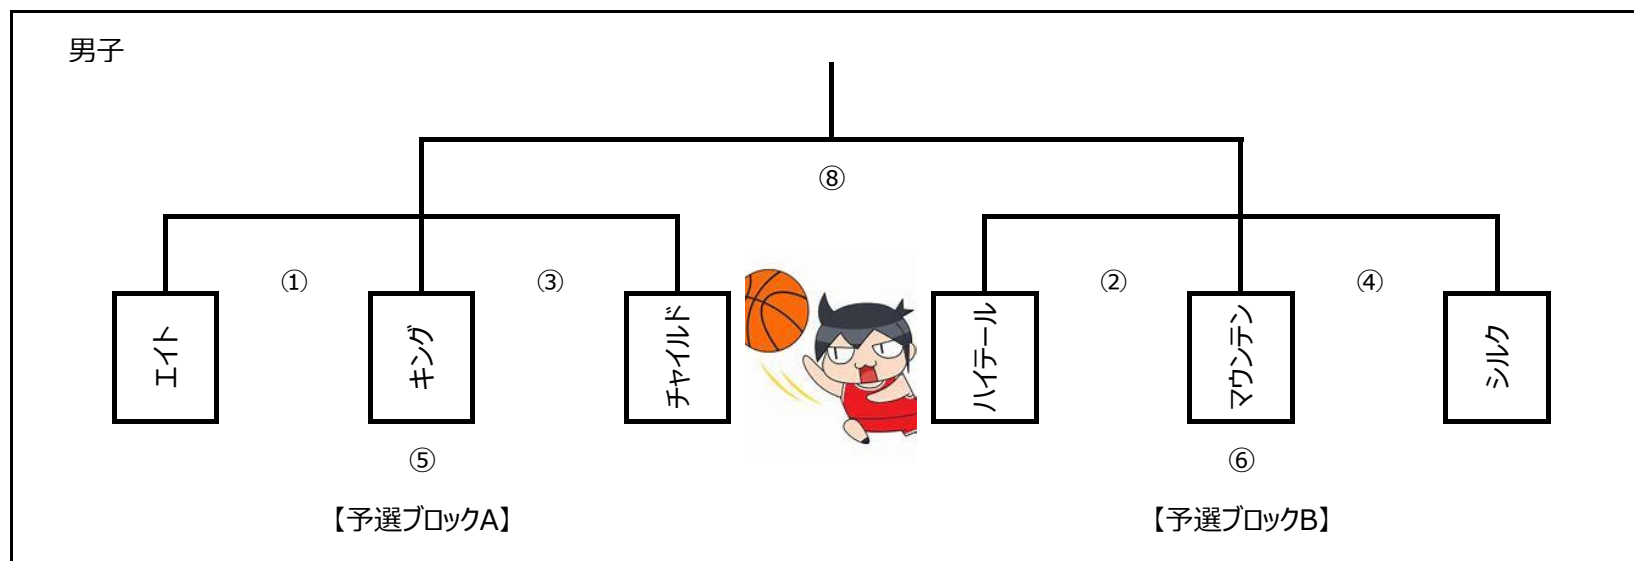 男子
⑧
① ③ ② ④
エイト キング チャイルド ハイテール マウンテン シルク
⑤ ⑥
【予選ブロックA】 【予選ブロックB】